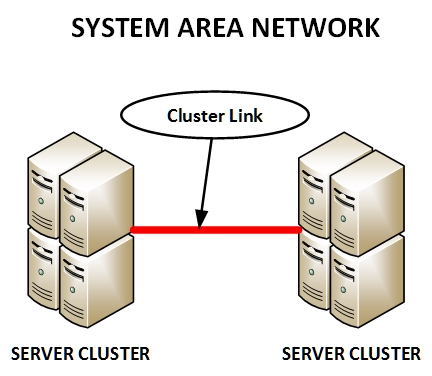 SYSTEM AREA NETWORK
Cluster Link
SERVER CLUSTER
SERVER CLUSTER